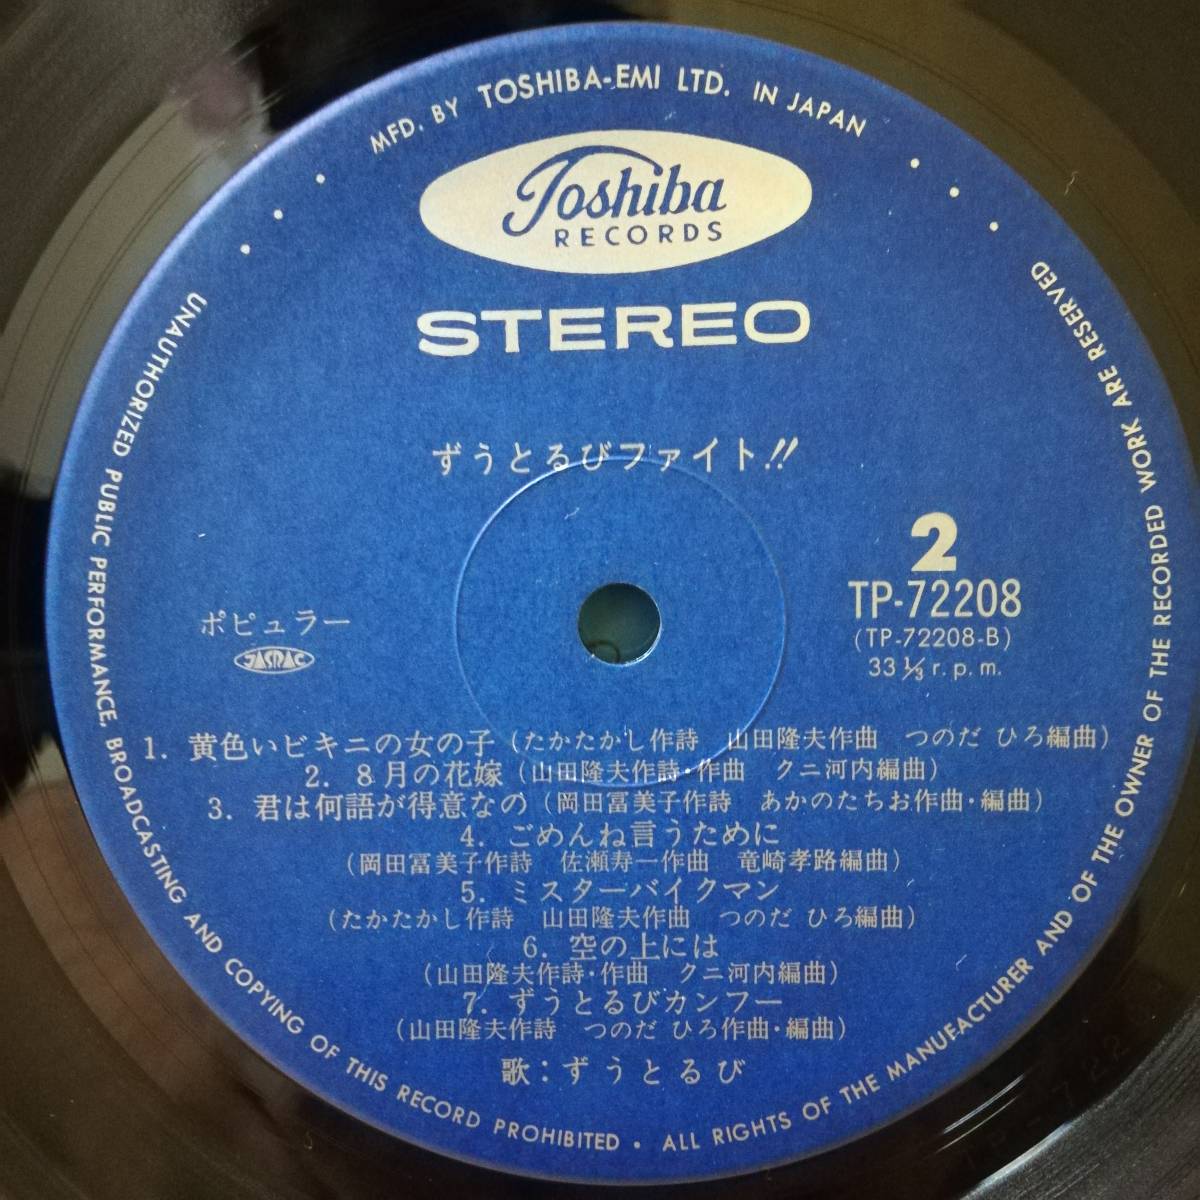 MFD. BY TOSHIBA-EMI LTD. IN JAPAN
Toshiba
RECORDS
STEREO
ずうとるびファイト!!
2
TP-72208
(TP-72208-B)
33 1/3 r.p.m.
ポピュラー
JASRAC
1. 黄色いビキニの女の子 (たかたかし作詩 山田隆夫作曲 つのだ ひろ編曲)
2. 8月の花嫁 (山田隆夫作詩・作曲 クニ河内編曲)
3. 君は何語が得意なの (岡田冨美子作詩 あかのたちお作曲・編曲)
4. ごめんね言うために
(岡田冨美子作詩 佐瀬寿一作曲 竜崎孝路編曲)
5. ミスターバイクマン
(たかたかし作詩 山田隆夫作曲 つのだ ひろ編曲)
6. 空の上には
(山田隆夫作詩・作曲 クニ河内編曲)
7. ずうとるびカンフー
(山田隆夫作詩 つのだ ひろ作曲・編曲)
歌：ずうとるび
UNAUTHORIZED PUBLIC PERFORMANCE, BROADCASTING AND COPYING OF THIS RECORD PROHIBITED • ALL RIGHTS OF THE MANUFACTURER AND OF THE OWNER OF THE RECORDED WORK ARE RESERVED